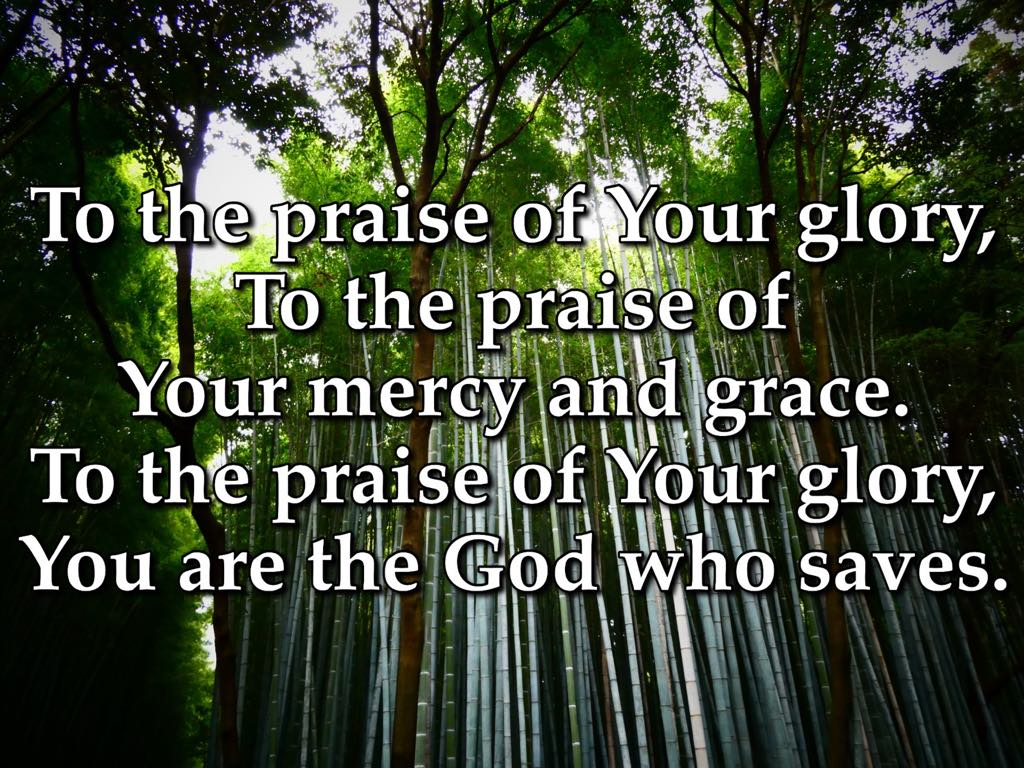 To the praise of Your glory,
To the praise of
Your mercy and grace.
To the praise of Your glory,
You are the God who saves.